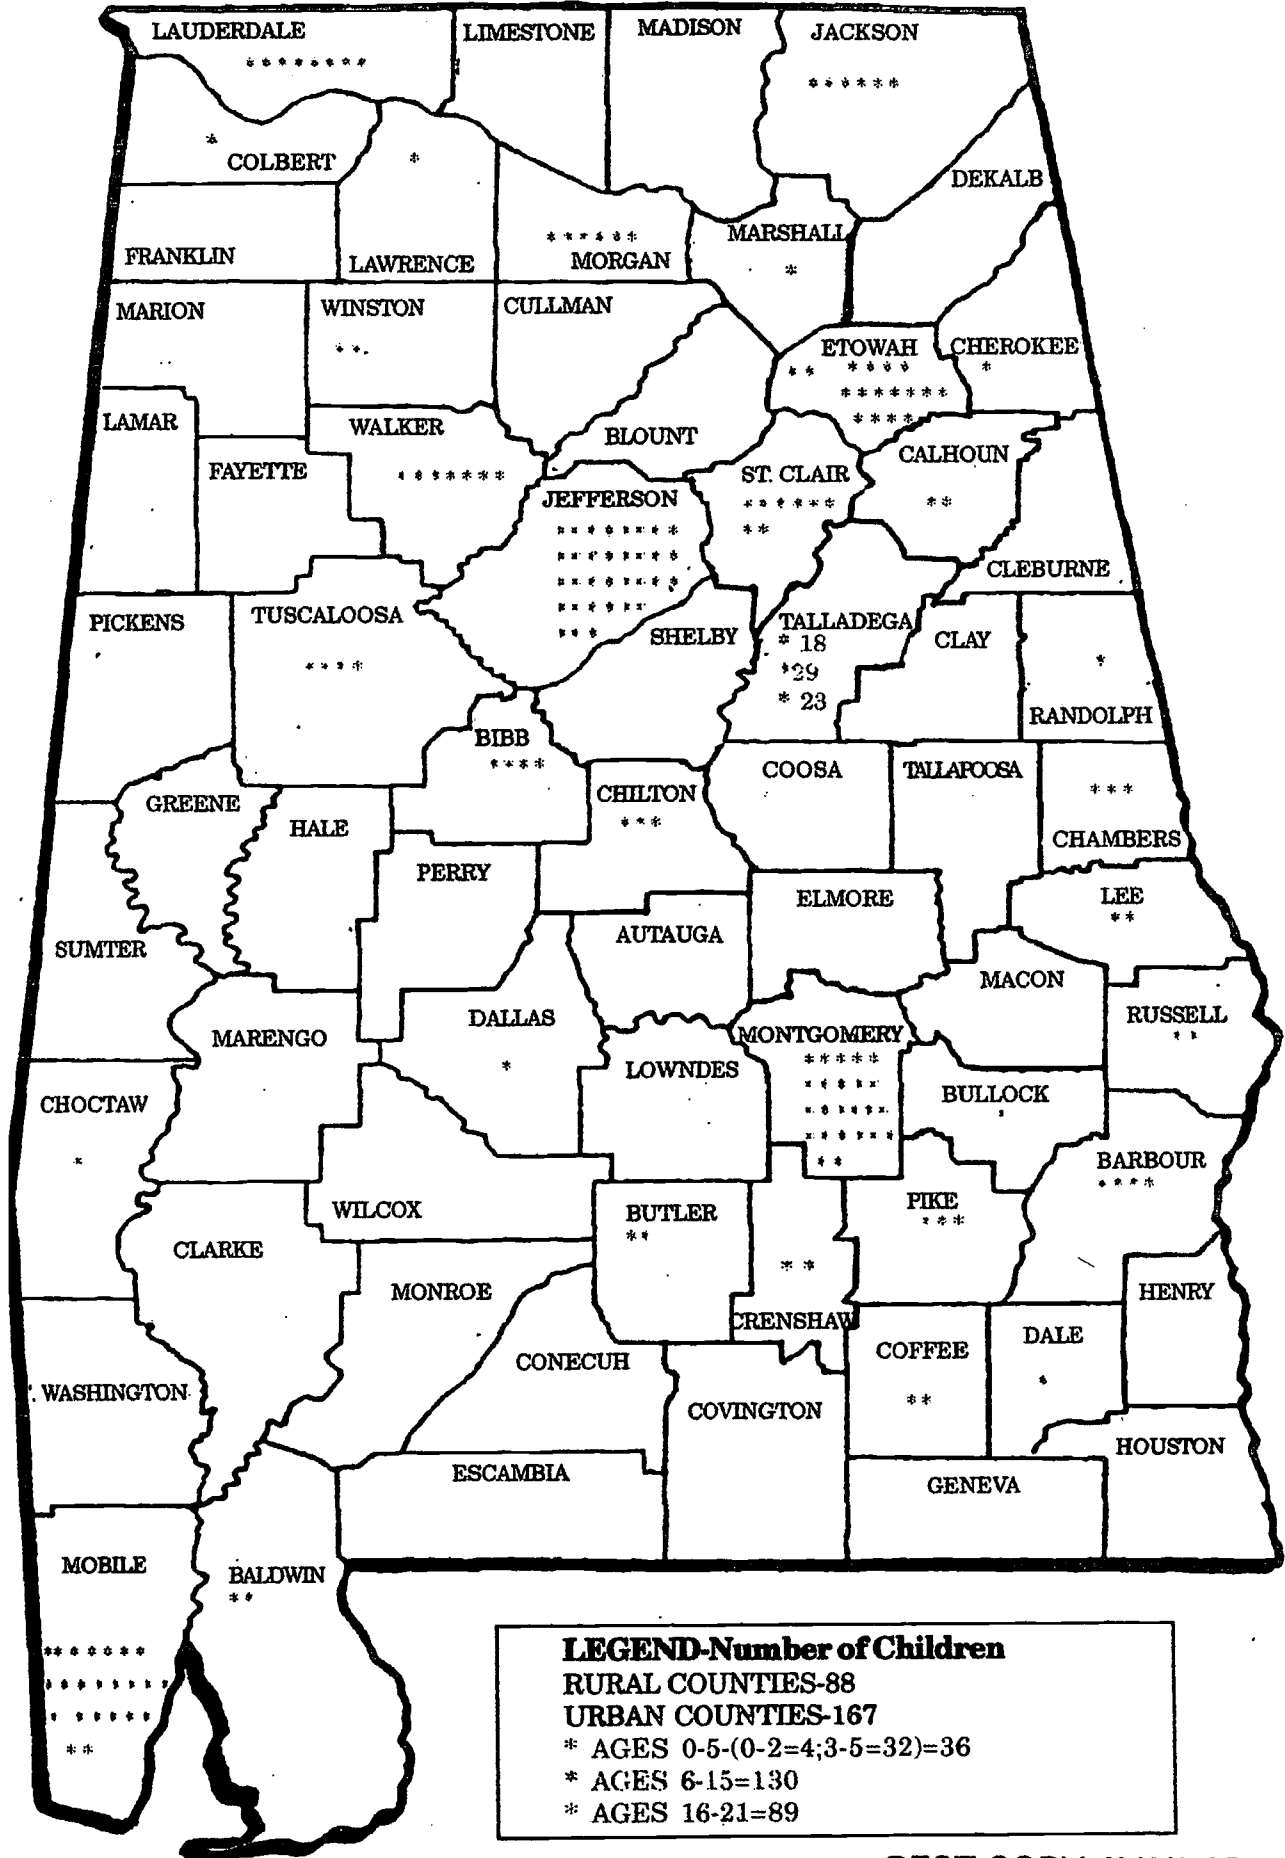 LAUDERDALE
LIMESTONE
MADISON
JACKSON
* * * * * * * *
* * * * * *
*
COLBERT
*
DEKALB
FRANKLIN
LAWRENCE
* * * * * *
MORGAN
MARSHALL
*
MARION
WINSTON
* *
CULLMAN
ETOWAH
* * * * * *
* * * * * * *
* * * *
CHEROKEE
*
LAMAR
WALKER
* * * * * * *
BLOUNT
FAYETTE
ST. CLAIR
* * * * * *
* *
CALHOUN
* *
JEFFERSON
* * * * * * * *
* * * * * * * *
* * * * * * * *
* * * * * *
* * *
CLEBURNE
PICKENS
TUSCALOOSA
* * * *
SHELBY
TALLADEGA
* 18
*29
* 23
CLAY
*
RANDOLPH
BIBB
* * * *
GREENE
HALE
CHILTON
* * *
COOSA
TALLAPOOSA
* * *
CHAMBERS
PERRY
ELMORE
LEE
* *
SUMTER
AUTAUGA
MACON
MARENGO
DALLAS
*
LOWNDES
MONTGOMERY
* * * * *
* * * * *
* * * * * *
* * * * * *
* *
RUSSELL
* *
BULLOCK
CHOCTAW
*
BARBOUR
* * * *
WILCOX
BUTLER
* *
PIKE
* * *
CLARKE
MONROE
* *
CRENSHAW
HENRY
CONECUH
COFFEE
* *
DALE
*
WASHINGTON
COVINGTON
HOUSTON
ESCAMBIA
GENEVA
MOBILE
* * * * * * * *
* * * * * * * *
* * * * * *
* *
BALDWIN
* *
LEGEND-Number of Children
RURAL COUNTIES-88
URBAN COUNTIES-167
* AGES 0-5-(0-2=4;3-5=32)=36
* AGES 6-15=130
* AGES 16-21=89